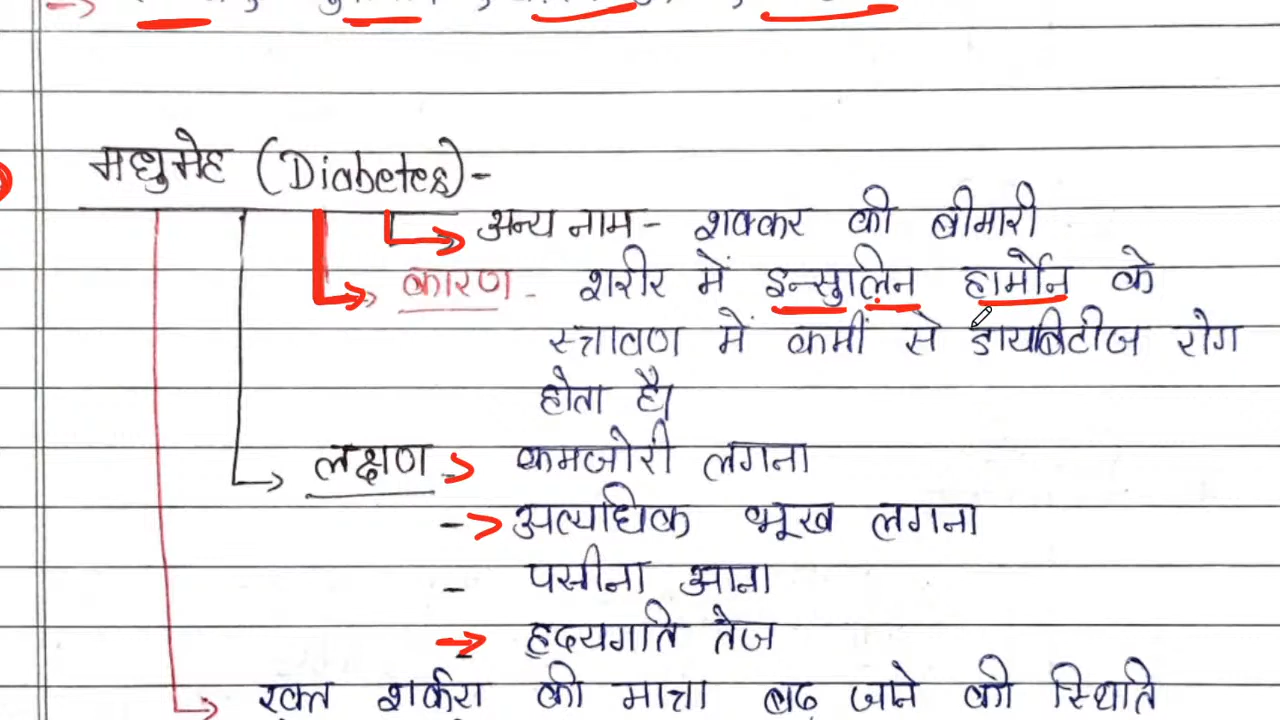 मधुमेह (Diabetes)-
अन्य नाम- शक्कर की बीमारी
कारण - शरीर में इन्सुलिन हार्मोन के
स्त्रावण में कमीं से डायबिटीज रोग
होता है।
लक्षण - कमजोरी लगना
- अत्यधिक भूख लगना
- पसीना आना
- हृदयगति तेज
रक्त शर्करा की मात्रा बढ़ जाने की स्थिति